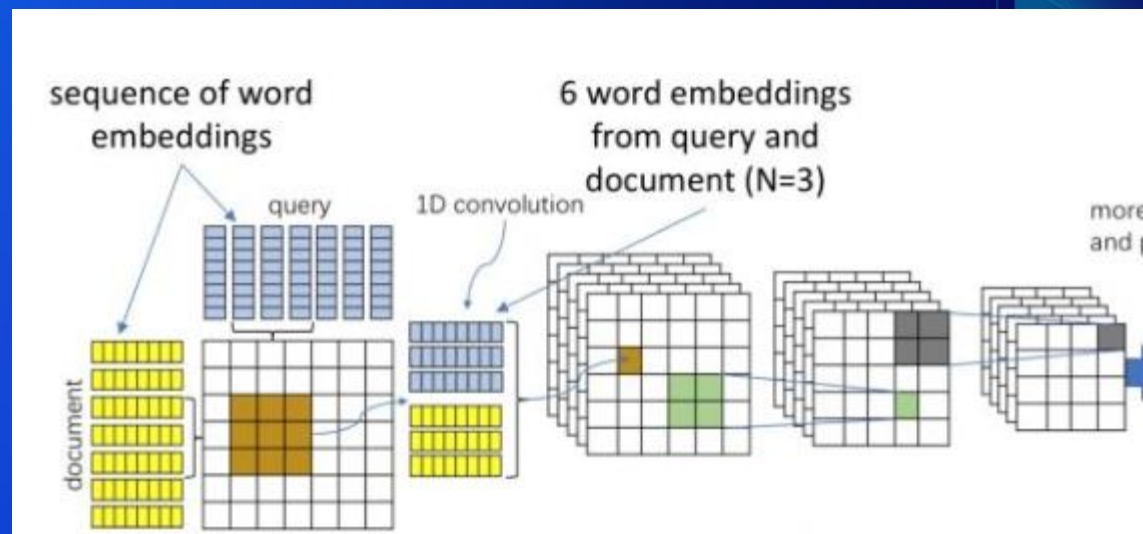 sequence of word
embeddings
6 word embeddings
from query and
document (N=3)
query
1D convolution
more
and
document